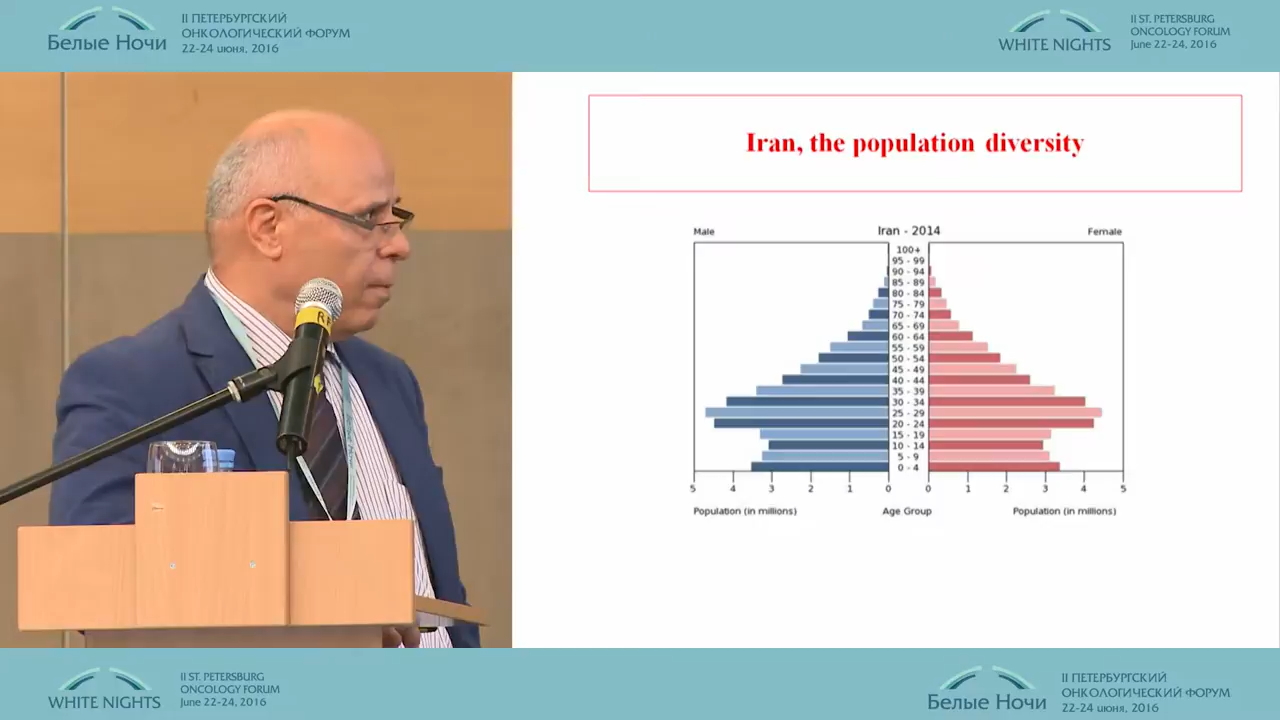 Белые Ночи
II ПЕТЕРБУРГСКИЙ
ОНКОЛОГИЧЕСКИЙ ФОРУМ
22-24 июня, 2016
WHITE NIGHTS
II ST. PETERSBURG
ONCOLOGY FORUM
June 22-24, 2016
Iran, the population diversity
Male
Iran - 2014
Female
100+
95 - 99
90 - 94
85 - 89
80 - 84
75 - 79
70 - 74
65 - 69
60 - 64
55 - 59
50 - 54
45 - 49
40 - 44
35 - 39
30 - 34
25 - 29
20 - 24
15 - 19
10 - 14
5 - 9
0 - 4
5 4 3 2 1 0 0 1 2 3 4 5
Population (in millions)
Age Group
Population (in millions)
WHITE NIGHTS
II ST. PETERSBURG
ONCOLOGY FORUM
June 22-24, 2016
Белые Ночи
II ПЕТЕРБУРГСКИЙ
ОНКОЛОГИЧЕСКИЙ ФОРУМ
22-24 июня, 2016